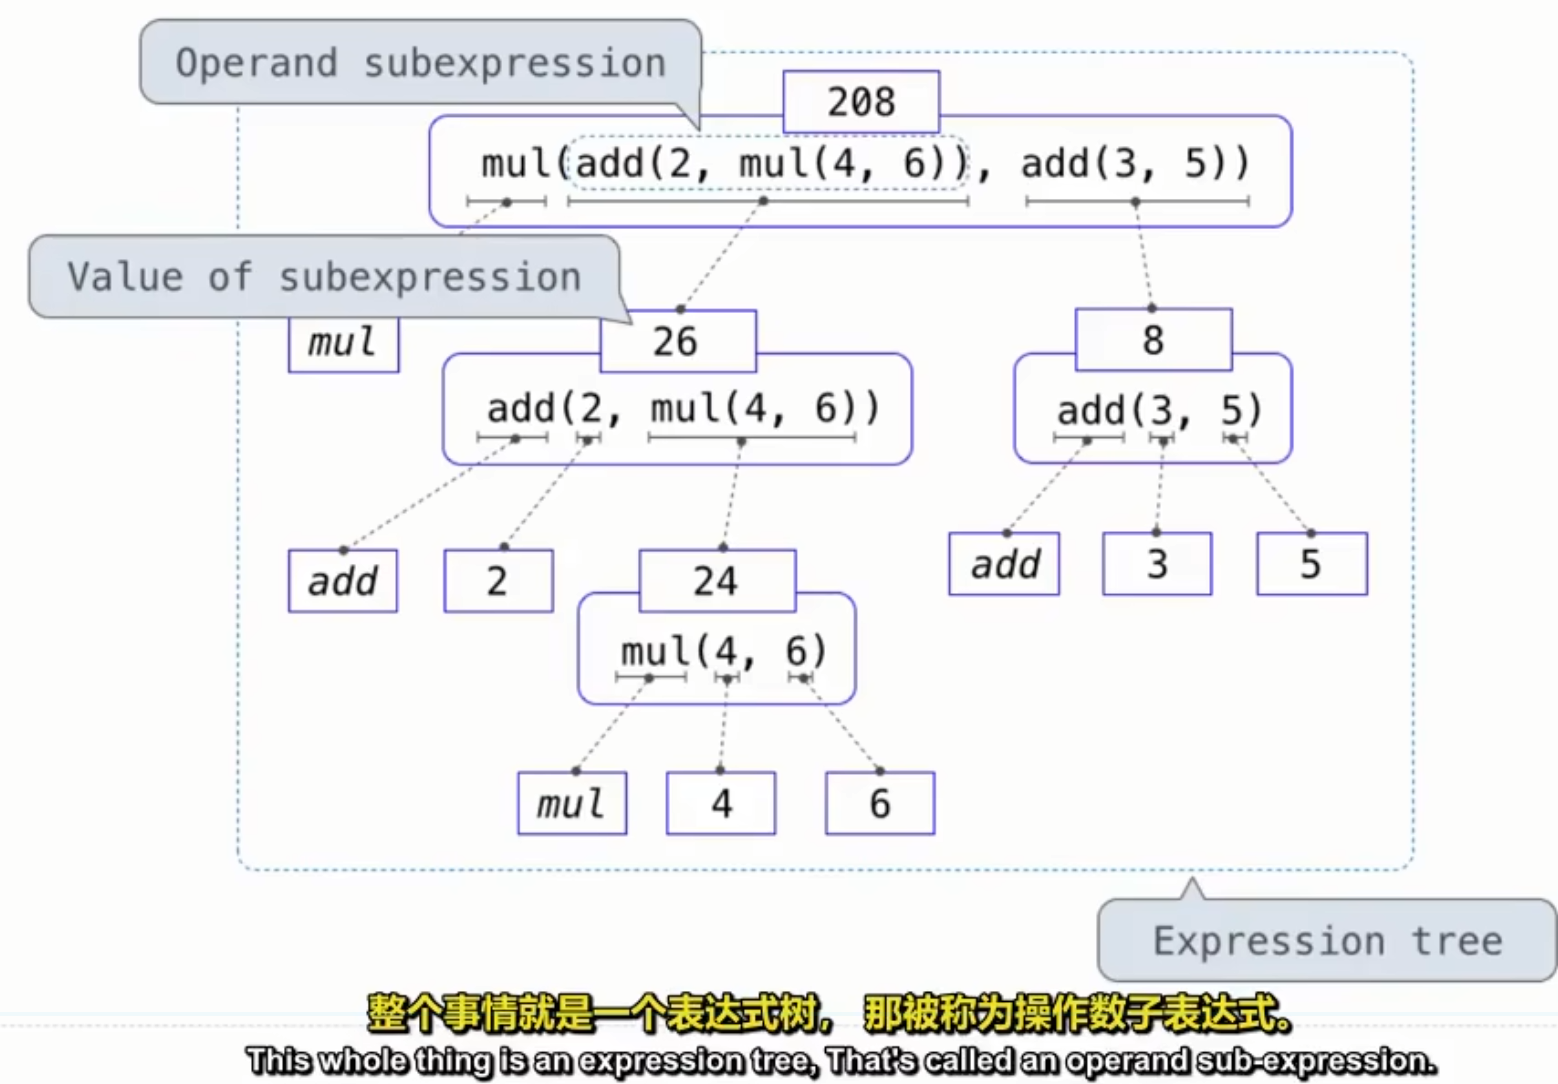 Operand subexpression
208
mul(add(2, mul(4, 6)), add(3, 5))
Value of subexpression
mul
26
8
add(2, mul(4, 6))
add(3, 5)
add
2
24
add
3
5
mul(4, 6)
mul
4
6
Expression tree
整个事情就是一个表达式树， 那被称为操作数子表达式。
This whole thing is an expression tree, That's called an operand sub-expression.